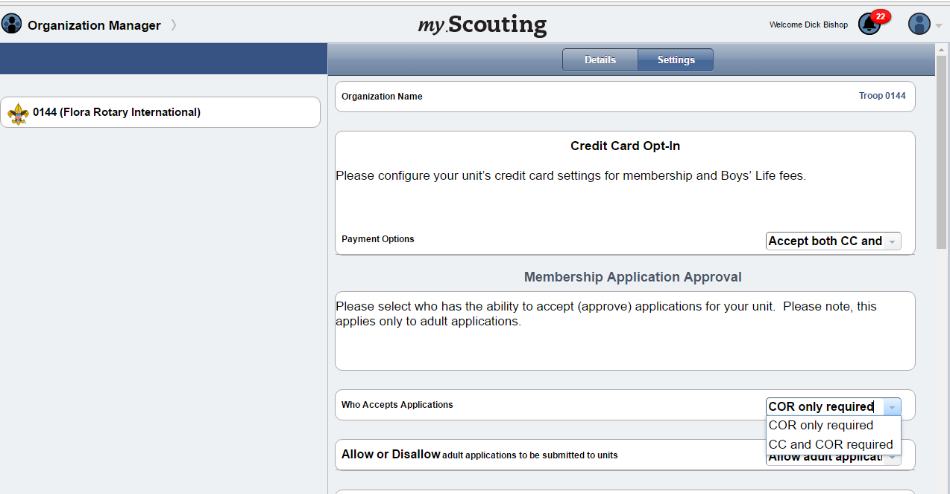 Organization Manager
my.Scouting
Welcome Dick Bishop
22
Details
Settings
0144 (Flora Rotary International)
Organization Name
Troop 0144
Credit Card Opt-In
Please configure your unit's credit card settings for membership and Boys' Life fees.
Payment Options
Accept both CC and
Membership Application Approval
Please select who has the ability to accept (approve) applications for your unit. Please note, this
applies only to adult applications.
Who Accepts Applications
COR only required
COR only required
CC and COR required
Allow or Disallow adult applications to be submitted to units
Allow adult applicati